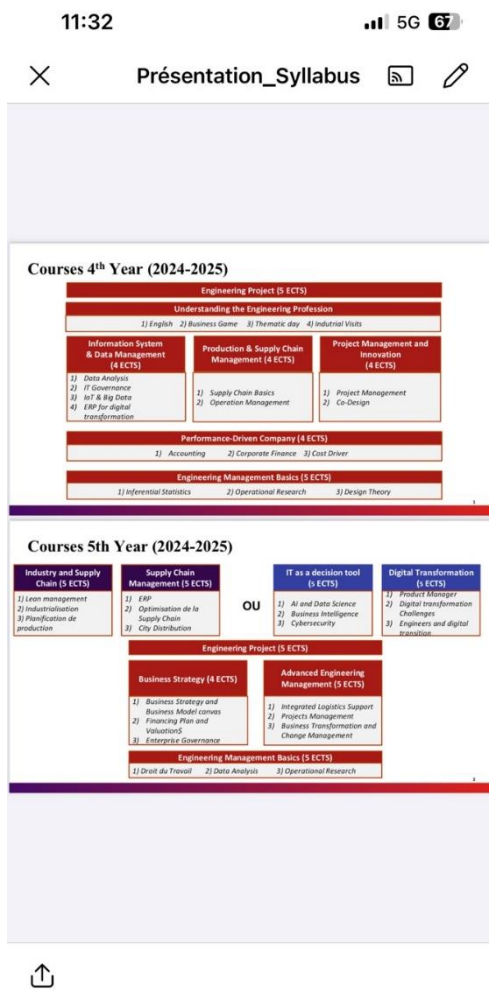 11:32
5G 67
Présentation_Syllabus
Courses 4th Year (2024-2025)
Engineering Project (5 ECTS)
Understanding the Engineering Profession
1) English 2) Business Game 3) Thematic day 4) Indutrial Visits
Information System
& Data Management
(4 ECTS)
1) Data Analysis
2) IT Governance
3) IoT & Big Data
4) ERP for digital
transformation
Production & Supply Chain
Management (4 ECTS)
1) Supply Chain Basics
2) Operation Management
Project Management and
Innovation
(4 ECTS)
1) Project Management
2) Co-Design
Performance-Driven Company (4 ECTS)
1) Accounting 2) Corporate Finance 3) Cost Driver
Engineering Management Basics (5 ECTS)
1) Inferential Statistics 2) Operational Research 3) Design Theory
1
Courses 5th Year (2024-2025)
Industry and Supply
Chain (5 ECTS)
1) Lean management
2) Industrialisation
3) Planification de
production
Supply Chain
Management (5 ECTS)
1) ERP
2) Optimisation de la
Supply Chain
3) City Distribution
OU
IT as a decision tool
(5 ECTS)
1) AI and Data Science
2) Business Intelligence
3) Cybersecurity
Digital Transformation
(5 ECTS)
1) Product Manager
2) Digital transformation
Challenges
3) Engineers and digital
transition
Engineering Project (5 ECTS)
Business Strategy (4 ECTS)
1) Business Strategy and
Business Model canvas
2) Financing Plan and
Valuation$
3) Enterprise Governance
Advanced Engineering
Management (5 ECTS)
1) Integrated Logistics Support
2) Projects Management
3) Business Transformation and
Change Management
Engineering Management Basics (5 ECTS)
1) Droit du Travail 2) Data Analysis 3) Operational Research
2